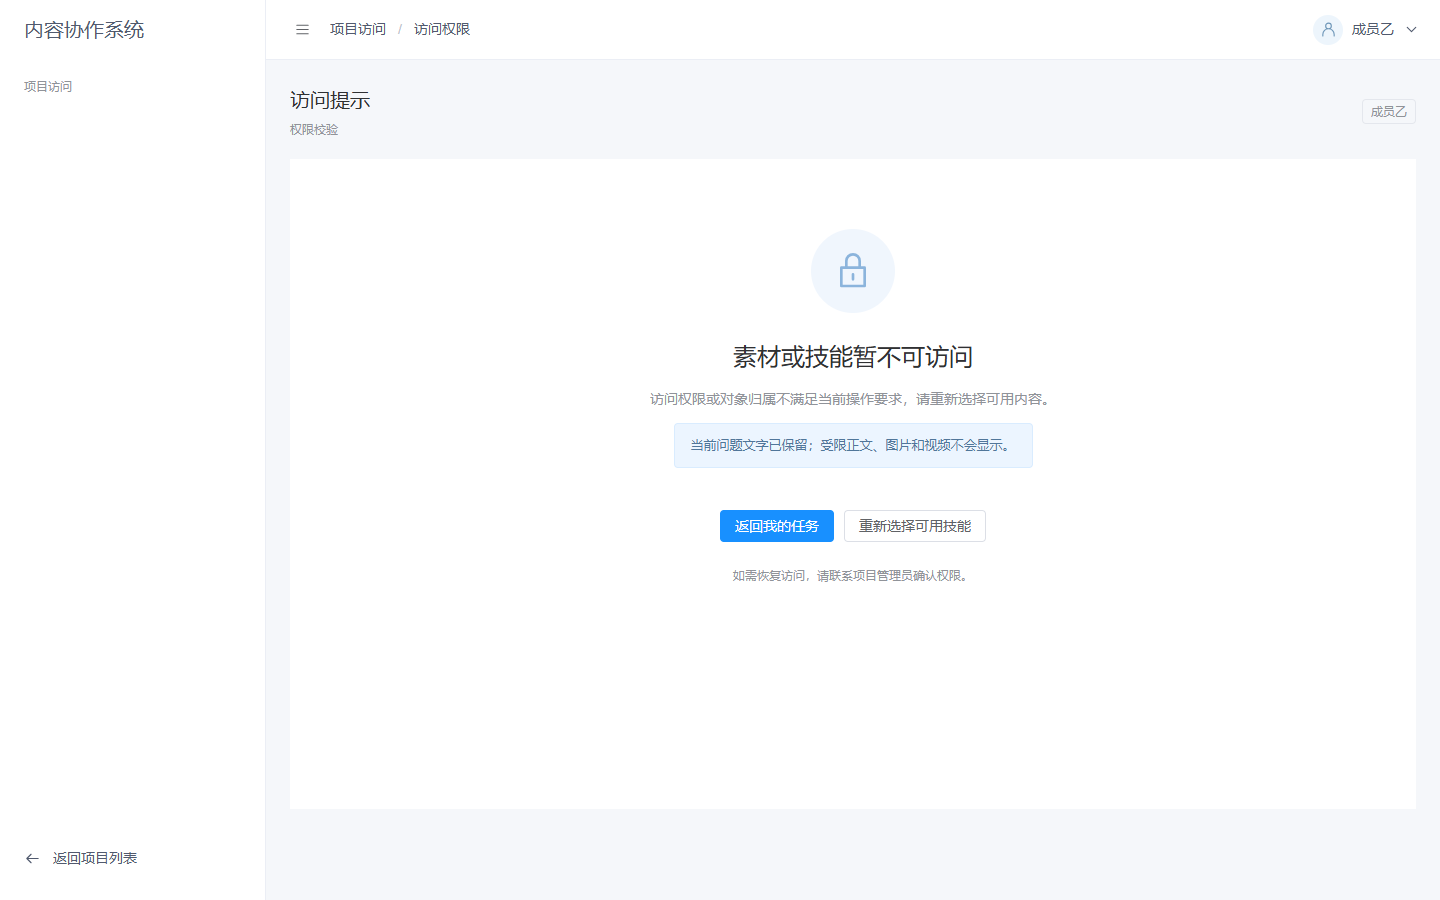 内容协作系统
项目访问
项目访问 / 访问权限
成员乙
访问提示
权限校验
成员乙
素材或技能暂不可访问
访问权限或对象归属不满足当前操作要求，请重新选择可用内容。
当前问题文字已保留；受限正文、图片和视频不会显示。
返回我的任务
重新选择可用技能
如需恢复访问，请联系项目管理员确认权限。
返回项目列表